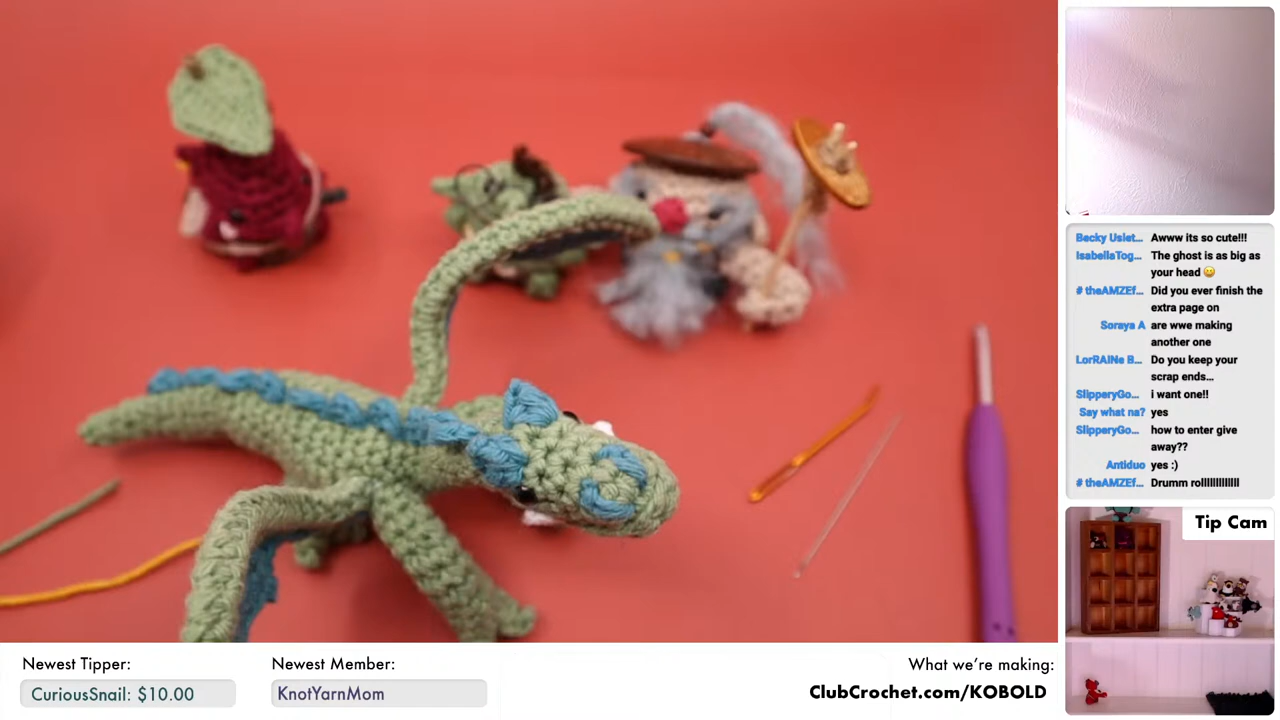 Becky Uslet... Awww its so cute!!!
IsabellaTog... The ghost is as big as
your head 😀
# theAMZEf... Did you ever finish the
extra page on
Soraya A are wwe making
another one
LorRAINe B... Do you keep your
scrap ends...
SlipperyGo... i want one!!
Say what na? yes
SlipperyGo... how to enter give
away??
Antiduo yes :)
# theAMZEf... Drumm rolllllllllllll
Tip Cam
Newest Tipper:
CuriousSnail: $10.00
Newest Member:
KnotYarnMom
What we're making:
ClubCrochet.com/KOBOLD